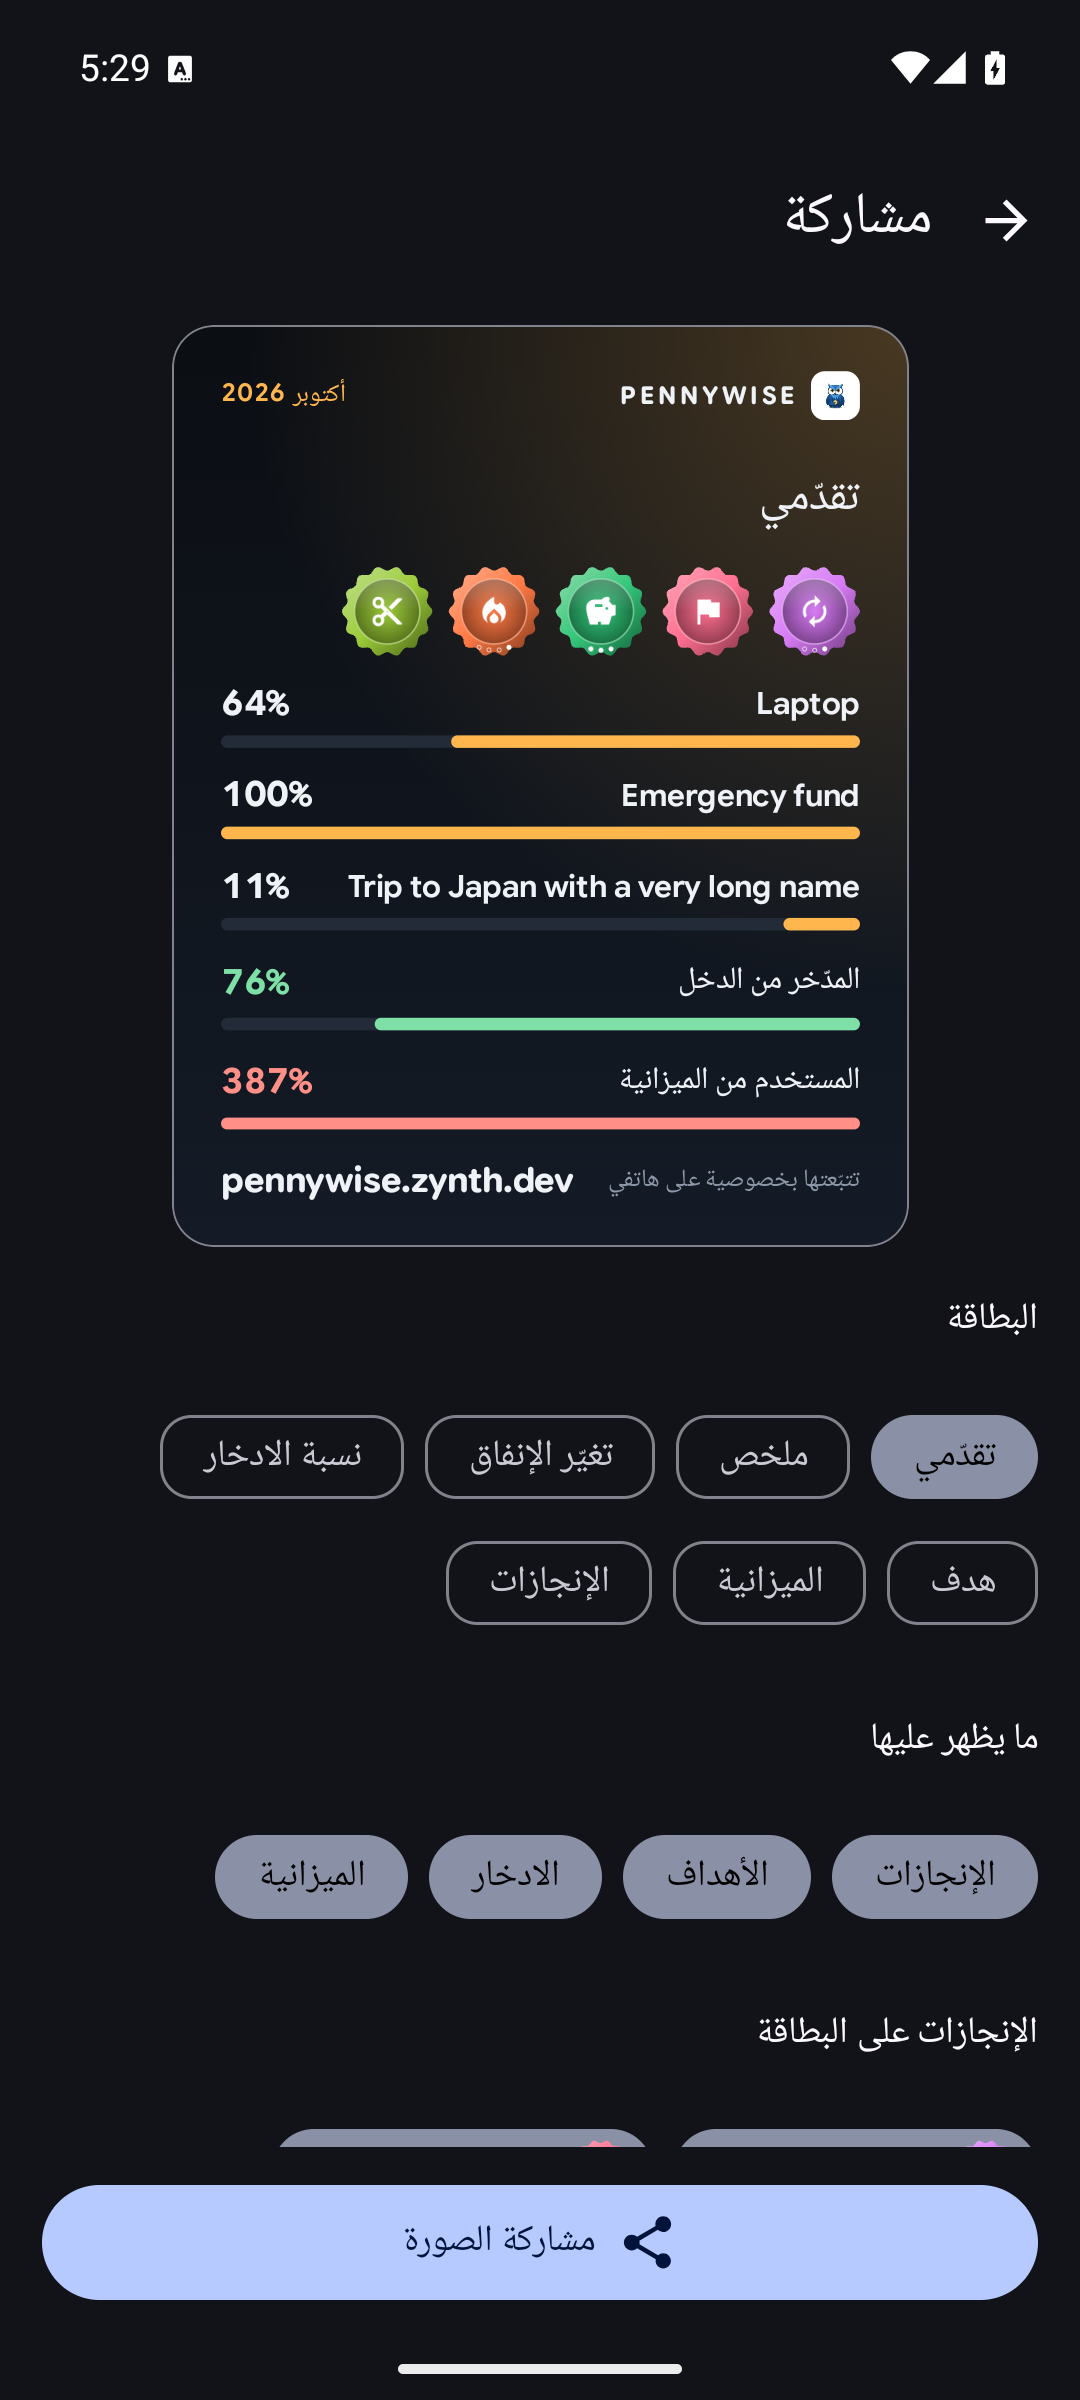 5:29
مشاركة
PENNYWISE
أكتوبر 2026
تقدّمي
Laptop 64%
Emergency fund 100%
Trip to Japan with a very long name 11%
المدّخر من الدخل 76%
المستخدم من الميزانية 387%
تتبّعتها بخصوصية على هاتفي pennywise.zynth.dev
البطاقة
تقدّمي ملخص تغيّر الإنفاق نسبة الادخار
هدف الميزانية الإنجازات
ما يظهر عليها
الإنجازات الأهداف الادخار الميزانية
الإنجازات على البطاقة
مشاركة الصورة